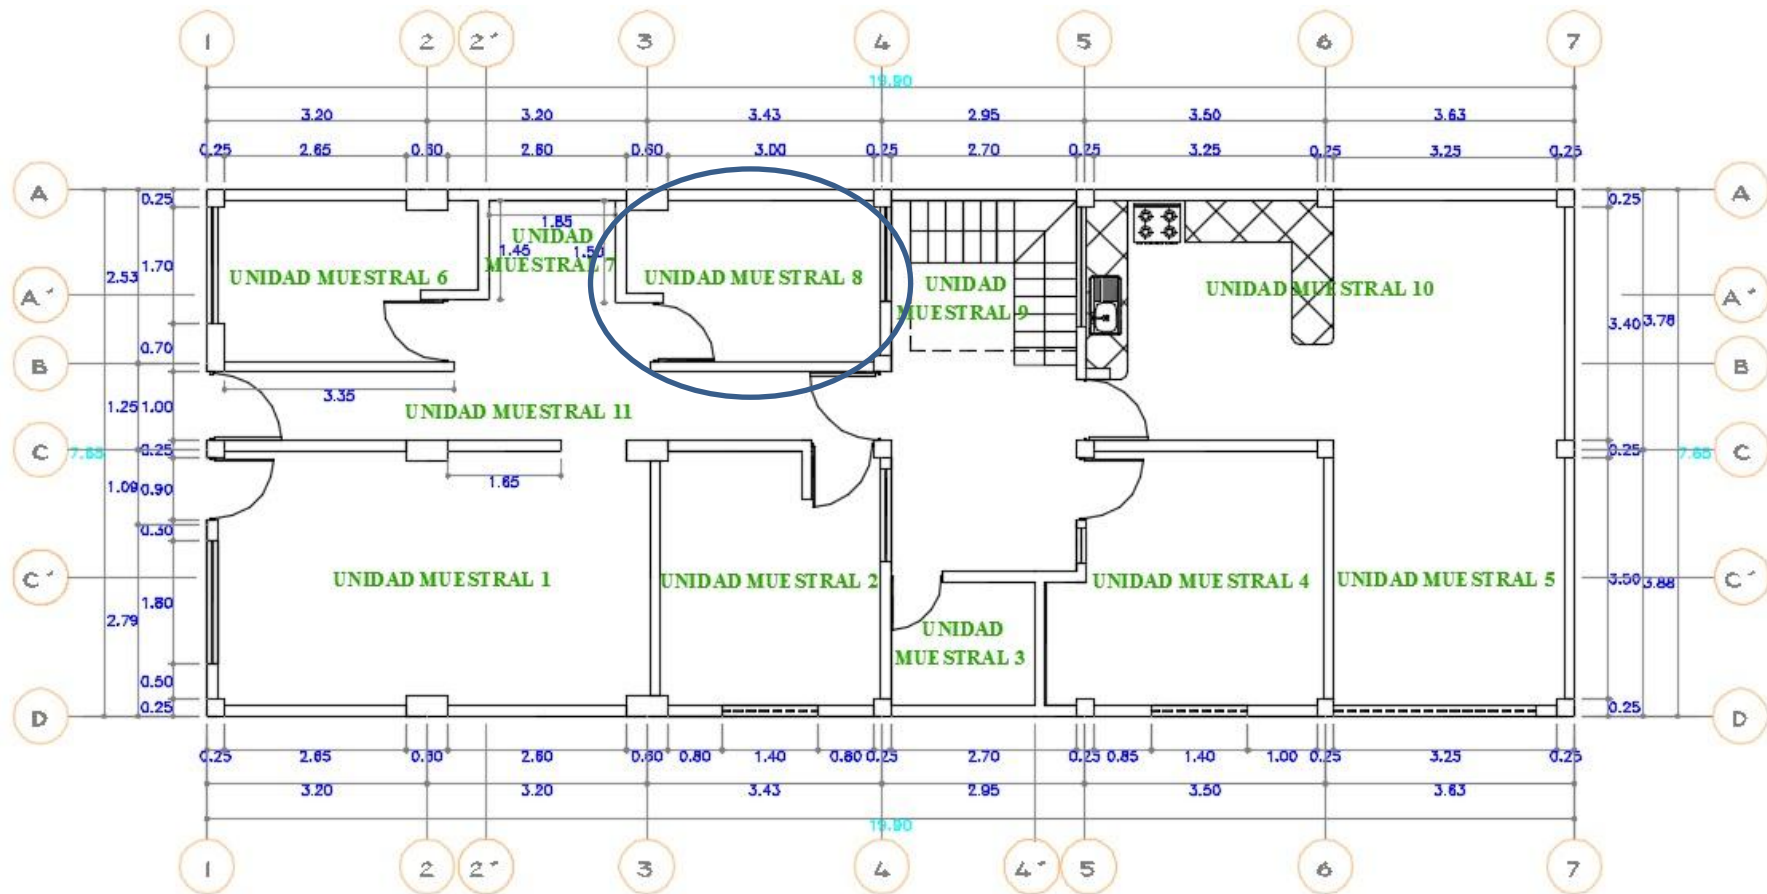 1 2 2' 3 4 5 6 7
19.90
3.20 3.20 3.43 2.95 3.50 3.63
0.25 2.65 0.60 2.60 0.60 3.00 0.25 2.70 0.25 3.25 0.25 3.25 0.25
A 0.25 0.25 A
1.85
UNIDAD
MUESTRAL 7
1.45 1.50
2.53 1.70
UNIDAD MUESTRAL 6
UNIDAD MUESTRAL 8
UNIDAD
MUESTRAL 9
UNIDAD MUESTRAL 10
A' A'
3.40 3.78
0.70
B B
3.35
1.25 1.00
UNIDAD MUESTRAL 11
C 7.65 0.25 0.25 7.65 C
1.65
1.09 0.90
0.30
C' C'
UNIDAD MUESTRAL 1
UNIDAD MUESTRAL 2
UNIDAD MUESTRAL 4
UNIDAD MUESTRAL 5
3.50 3.88
1.80
2.79
UNIDAD
MUESTRAL 3
0.50
D 0.25 0.25 D
0.25 2.65 0.60 2.60 0.60 0.80 1.40 0.80 0.25 2.70 0.25 0.85 1.40 1.00 0.25 3.25 0.25
3.20 3.20 3.43 2.95 3.50 3.63
19.90
1 2 2' 3 4 4' 5 6 7